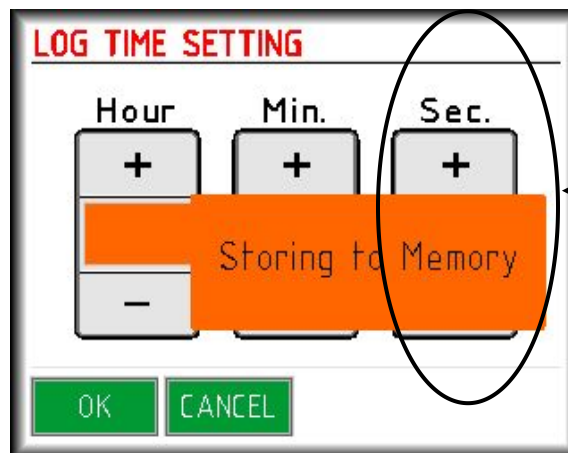 LOG TIME SETTING
Hour Min. Sec.
+ + +
Storing to Memory
−
OK CANCEL